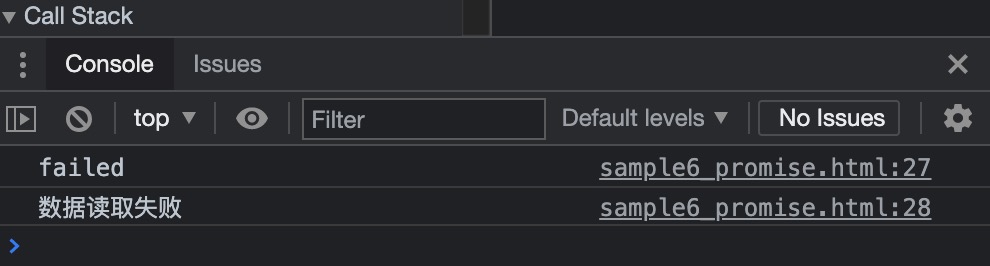 Call Stack
Console Issues
top Filter Default levels No Issues
failed sample6_promise.html:27
数据读取失败 sample6_promise.html:28